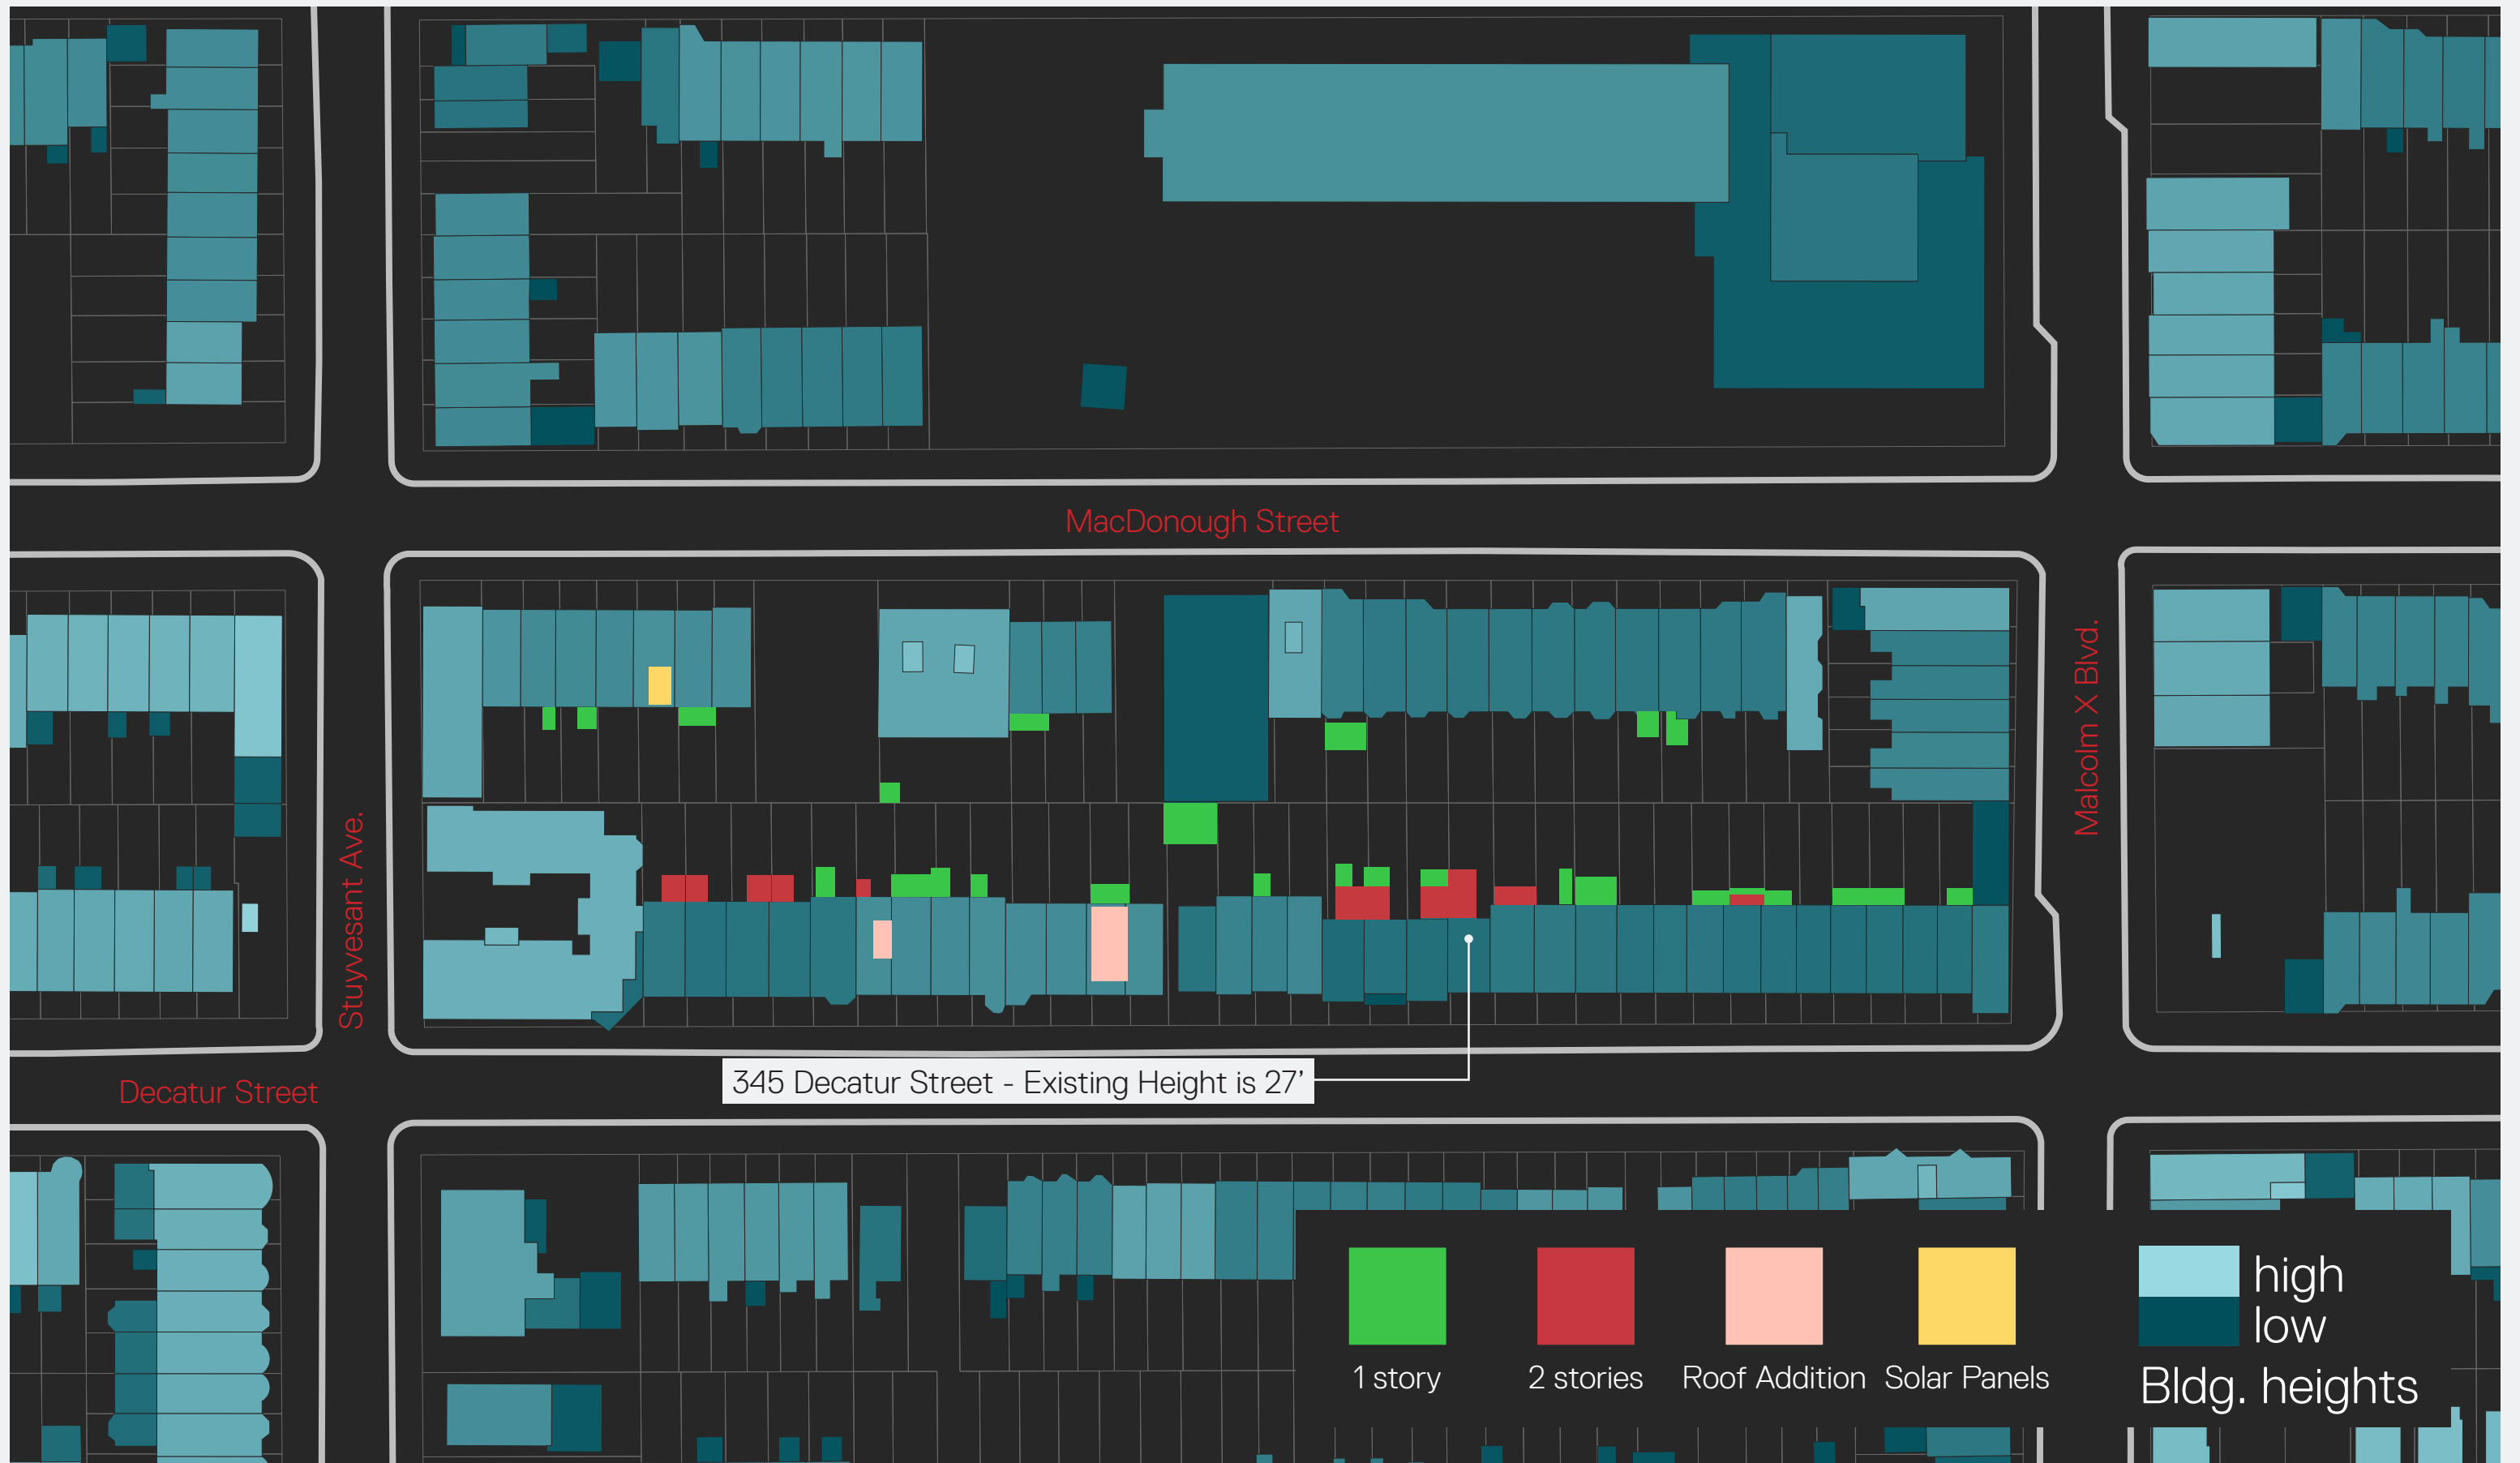 MacDonough Street
Malcolm X Blvd.
Stuyvesant Ave.
345 Decatur Street - Existing Height is 27’
Decatur Street
1 story
2 stories
Roof Addition
Solar Panels
high
low
Bldg. heights